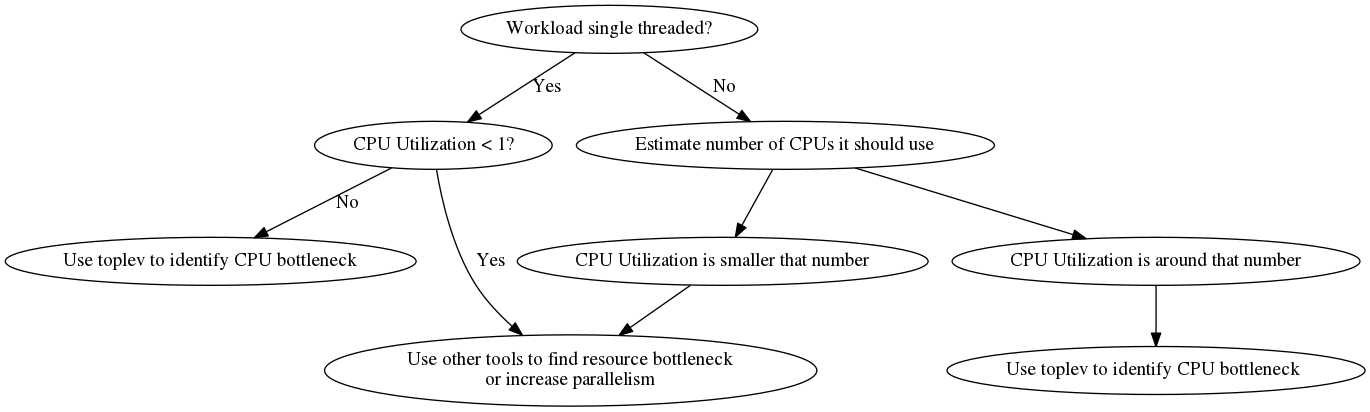 Workload single threaded?
Yes
No
CPU Utilization < 1?
Estimate number of CPUs it should use
No
Use toplev to identify CPU bottleneck
Yes
CPU Utilization is smaller that number
CPU Utilization is around that number
Use other tools to find resource bottleneck
or increase parallelism
Use toplev to identify CPU bottleneck